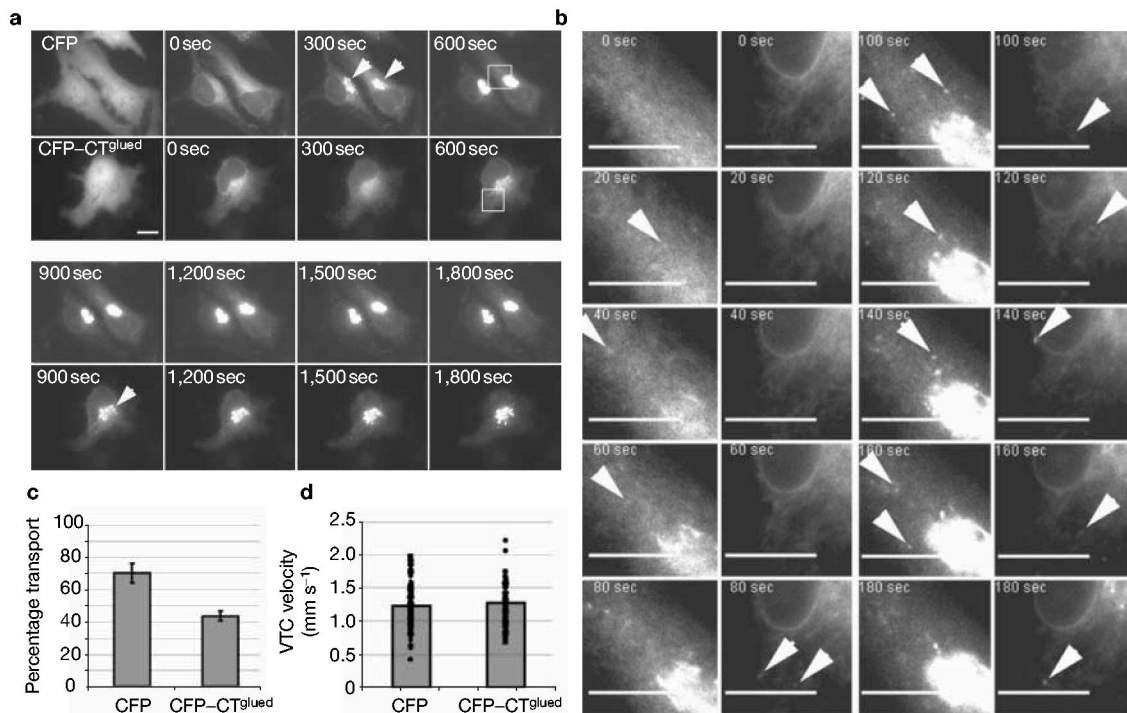 a
CFP
0 sec
300 sec
600 sec
CFP–CTglued
0 sec
300 sec
600 sec
900 sec
1,200 sec
1,500 sec
1,800 sec
900 sec
1,200 sec
1,500 sec
1,800 sec
b
0 sec
0 sec
100 sec
100 sec
20 sec
20 sec
120 sec
120 sec
40 sec
40 sec
140 sec
140 sec
60 sec
60 sec
160 sec
160 sec
80 sec
80 sec
180 sec
180 sec
c
Percentage transport
100
80
60
40
20
0
CFP
CFP–CTglued
d
VTC velocity
(mm s⁻¹)
2.5
2.0
1.5
1.0
0.5
0
CFP
CFP–CTglued